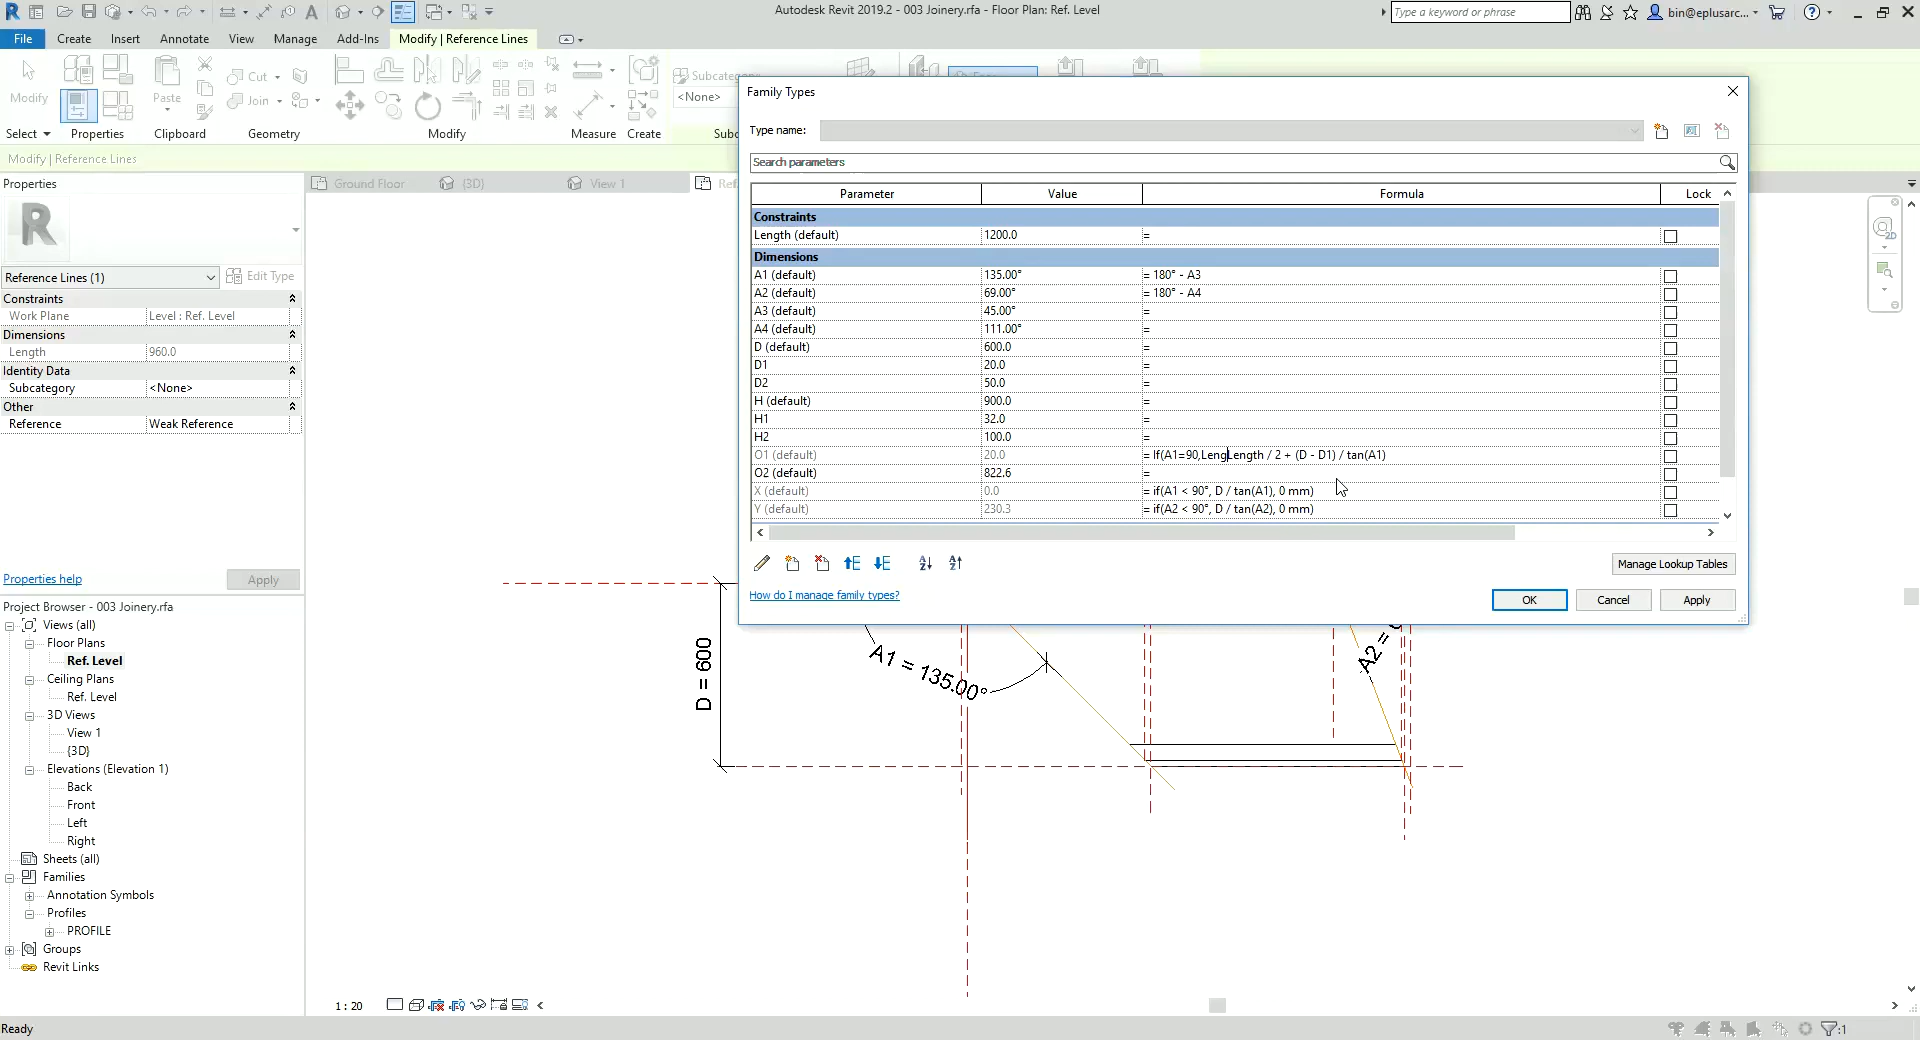 Autodesk Revit 2019.2 - 003 Joinery.rfa - Floor Plan: Ref. Level
Type a keyword or phrase
bin@eplusarc...
File Create Insert Annotate View Manage Add-Ins Modify | Reference Lines
Modify
Paste
Cut
Join
Subcategory
<None>
Select Properties Clipboard Geometry Modify Measure Create
Modify | Reference Lines
Properties
Ground Floor {3D} View 1
Reference Lines (1) Edit Type
Constraints
Work Plane Level : Ref. Level
Dimensions
Length 960.0
Identity Data
Subcategory <None>
Other
Reference Weak Reference
Properties help Apply
Project Browser - 003 Joinery.rfa
Views (all)
Floor Plans
Ref. Level
Ceiling Plans
Ref. Level
3D Views
View 1
{3D}
Elevations (Elevation 1)
Back
Front
Left
Right
Sheets (all)
Families
Annotation Symbols
Profiles
PROFILE
Groups
Revit Links
Family Types
Type name:
Search parameters
Parameter Value Formula Lock
Constraints
Length (default) 1200.0 =
Dimensions
A1 (default) 135.00° = 180° - A3
A2 (default) 69.00° = 180° - A4
A3 (default) 45.00° =
A4 (default) 111.00° =
D (default) 600.0 =
D1 20.0 =
D2 50.0 =
H (default) 900.0 =
H1 32.0 =
H2 100.0 =
O1 (default) 20.0 = If(A1=90,LengLength / 2 + (D - D1) / tan(A1)
O2 (default) 822.6 =
X (default) 0.0 = if(A1 < 90°, D / tan(A1), 0 mm)
Y (default) 230.3 = if(A2 < 90°, D / tan(A2), 0 mm)
Manage Lookup Tables
How do I manage family types?
OK Cancel Apply
D = 600
A1 = 135.00°
A2 =
1 : 20
Ready
:1